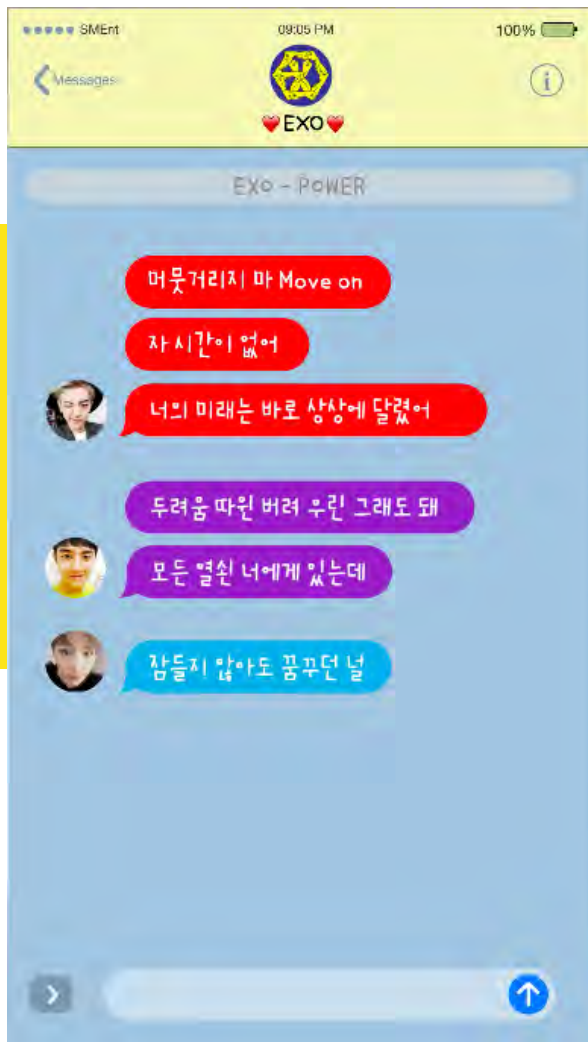 SMEnt 09:05 PM 100%
Messages
EXO
EXO - POWER
머뭇거리지 마 Move on
자 시간이 없어
너의 미래는 바로 상상에 달렸어
두려움 따윈 버려 우린 그래도 돼
모든 열쇤 너에게 있는데
잠들지 않아도 꿈꾸던 널